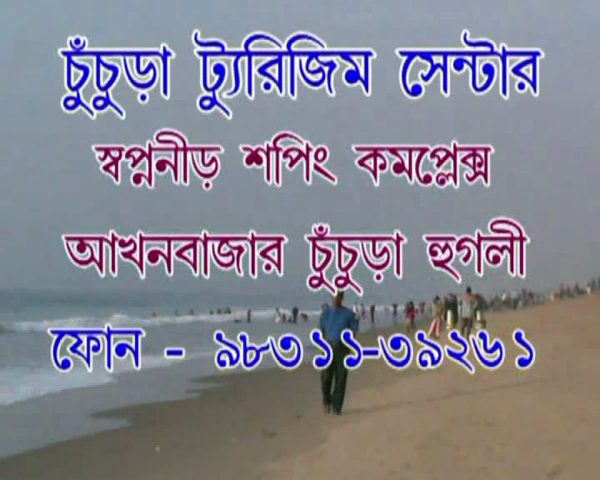 চুঁচুড়া ট্যুরিজিম সেন্টার
স্বপ্ননীড় শপিং কমপ্লেক্স
আখনবাজার চুঁচুড়া হুগলী
ফোন - ৯৮৩১১-৩৯২৬১